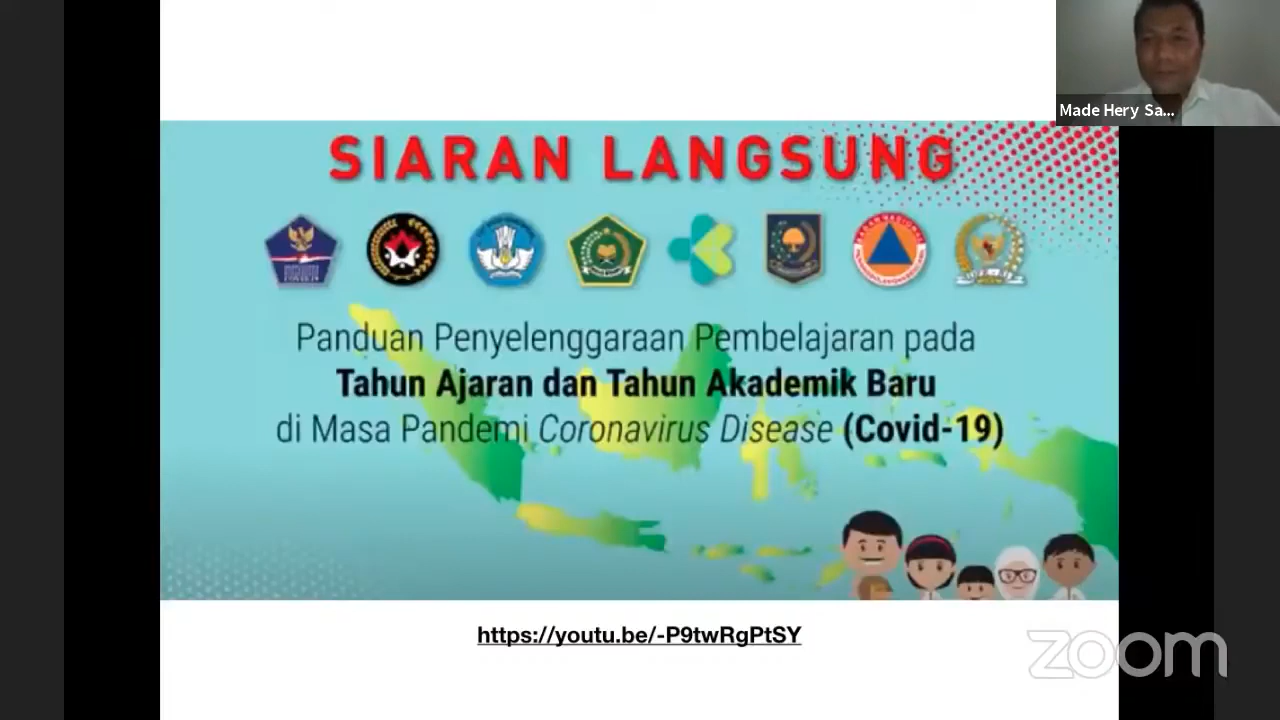 Made Hery Sa...
SIARAN LANGSUNG
Panduan Penyelenggaraan Pembelajaran pada
Tahun Ajaran dan Tahun Akademik Baru
di Masa Pandemi Coronavirus Disease (Covid-19)
https://youtu.be/-P9twRgPtSY
zoom